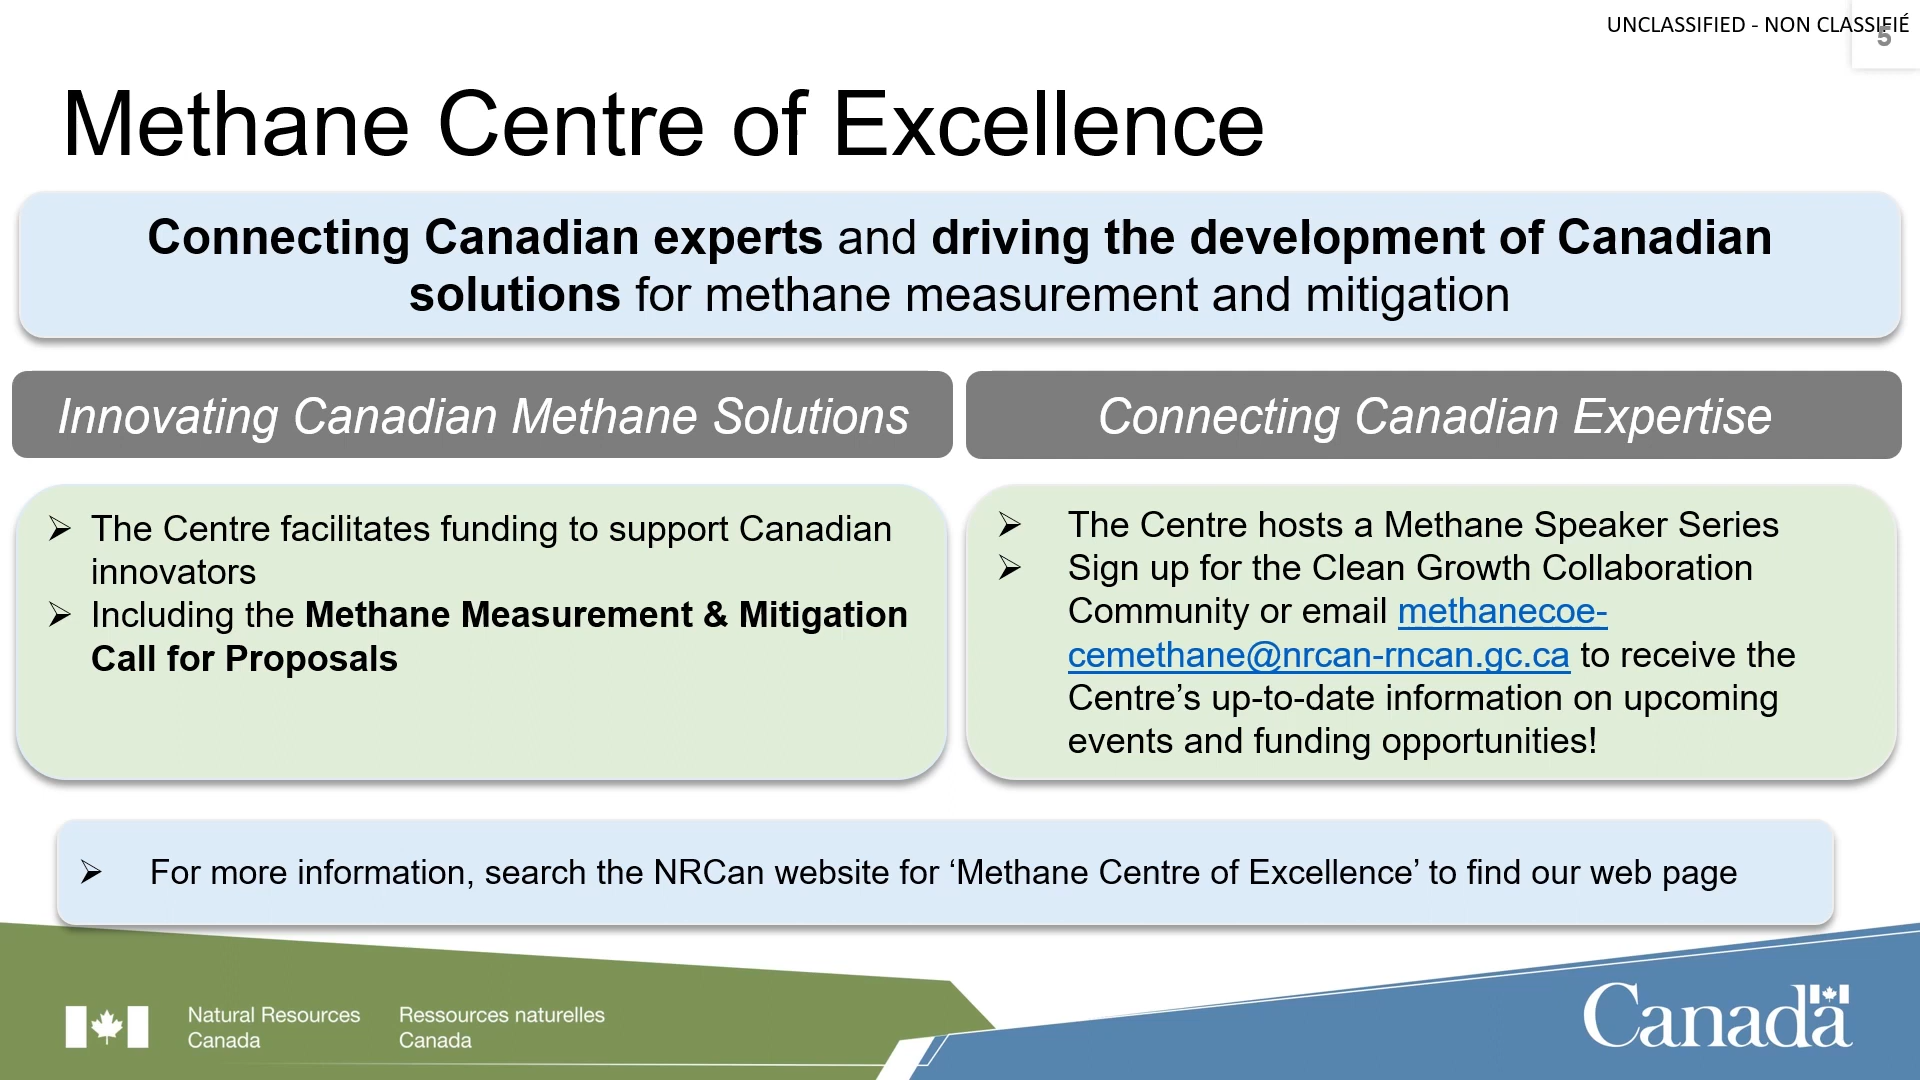 UNCLASSIFIED - NON CLASSIFIÉ
5
Methane Centre of Excellence
Connecting Canadian experts and driving the development of Canadian
solutions for methane measurement and mitigation
Innovating Canadian Methane Solutions
Connecting Canadian Expertise
➢ The Centre facilitates funding to support Canadian
innovators
➢ Including the Methane Measurement & Mitigation
Call for Proposals
➢ The Centre hosts a Methane Speaker Series
➢ Sign up for the Clean Growth Collaboration
Community or email methanecoe-
cemethane@nrcan-rncan.gc.ca to receive the
Centre’s up-to-date information on upcoming
events and funding opportunities!
➢ For more information, search the NRCan website for ‘Methane Centre of Excellence’ to find our web page
Natural Resources
Canada
Ressources naturelles
Canada
Canada